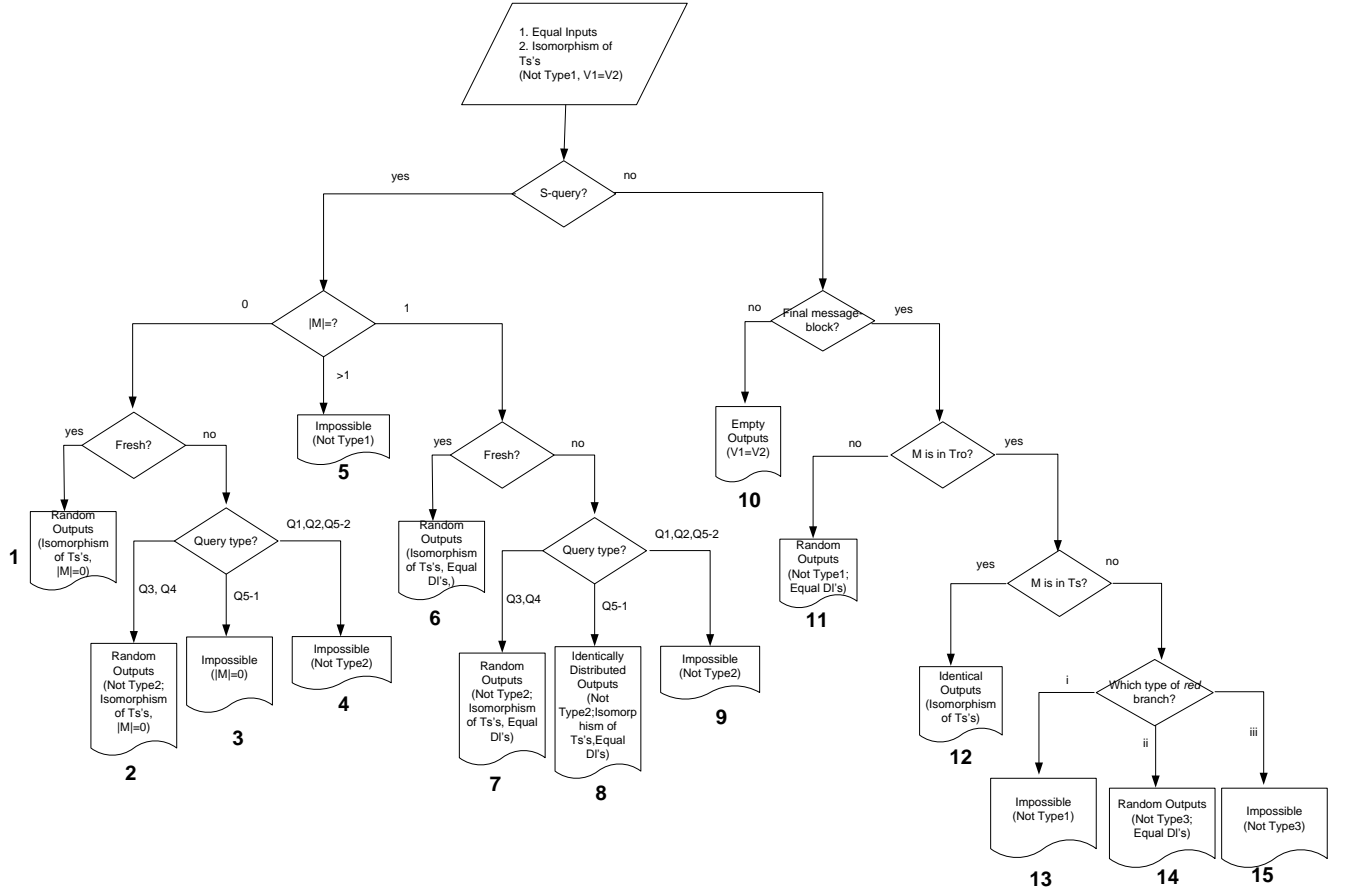 1. Equal Inputs
2. Isomorphism of
Ts's
(Not Type1, V1=V2)
S-query?
yes
no
|M|=?
0
1
>1
Final message-
block?
no
yes
Fresh?
yes
no
Impossible
(Not Type1)
5
Fresh?
yes
no
Empty
Outputs
(V1=V2)
10
M is in Tro?
no
yes
Random
Outputs
(Isomorphism
of Ts's,
|M|=0)
1
Query type?
Q1,Q2,Q5-2
Q3, Q4
Q5-1
Random
Outputs
(Isomorphism
of Ts's, Equal
DI's,)
6
Query type?
Q1,Q2,Q5-2
Q3,Q4
Q5-1
Random
Outputs
(Not Type1;
Equal DI's)
11
M is in Ts?
yes
no
Random
Outputs
(Not Type2;
Isomorphism
of Ts's,
|M|=0)
2
Impossible
(|M|=0)
3
Impossible
(Not Type2)
4
Random
Outputs
(Not Type2;
Isomorphism
of Ts's, Equal
DI's)
7
Identically
Distributed
Outputs
(Not
Type2;Isomorp
hism of
Ts's,Equal
DI's)
8
Impossible
(Not Type2)
9
Identical
Outputs
(Isomorphism
of Ts's)
12
Which type of red
branch?
i
ii
iii
Impossible
(Not Type1)
13
Random Outputs
(Not Type3;
Equal DI's)
14
Impossible
(Not Type3)
15